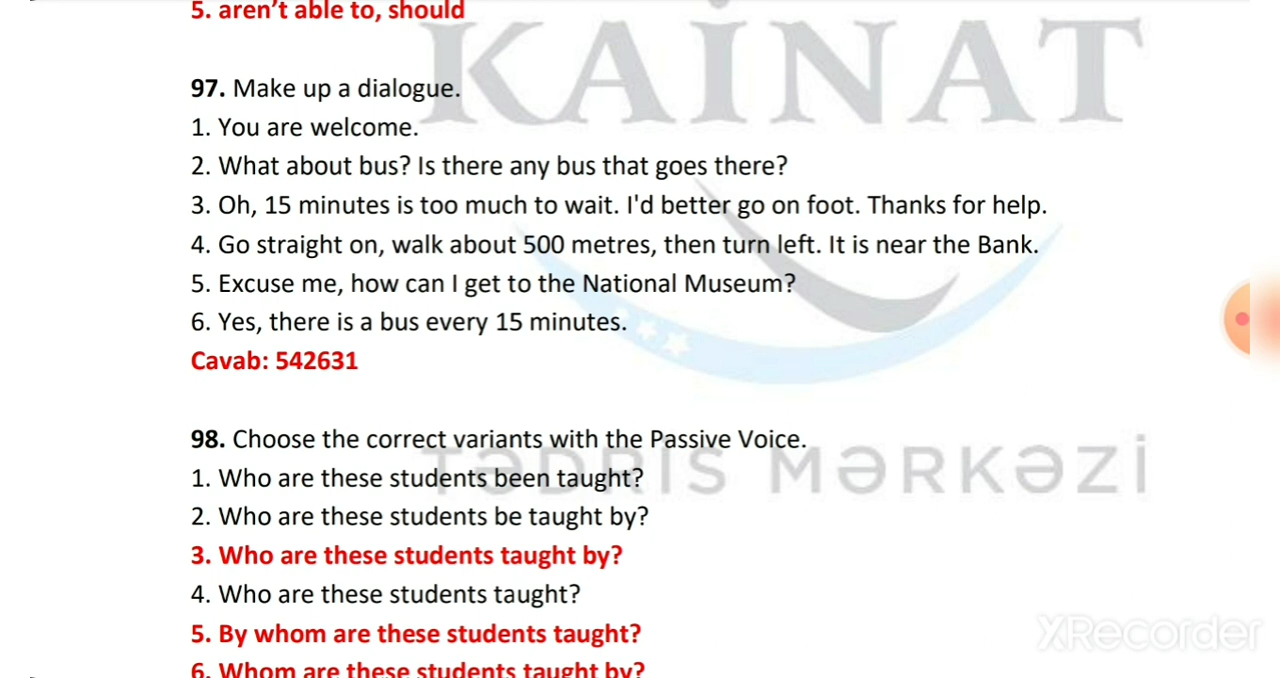 5. aren’t able to, should
KAİNAT
97. Make up a dialogue.
1. You are welcome.
2. What about bus? Is there any bus that goes there?
3. Oh, 15 minutes is too much to wait. I'd better go on foot. Thanks for help.
4. Go straight on, walk about 500 metres, then turn left. It is near the Bank.
5. Excuse me, how can I get to the National Museum?
6. Yes, there is a bus every 15 minutes.
Cavab: 542631
98. Choose the correct variants with the Passive Voice.
TƏDRİS MƏRKƏZİ
1. Who are these students been taught?
2. Who are these students be taught by?
3. Who are these students taught by?
4. Who are these students taught?
5. By whom are these students taught?
XRecorder
6. Whom are these students taught by?